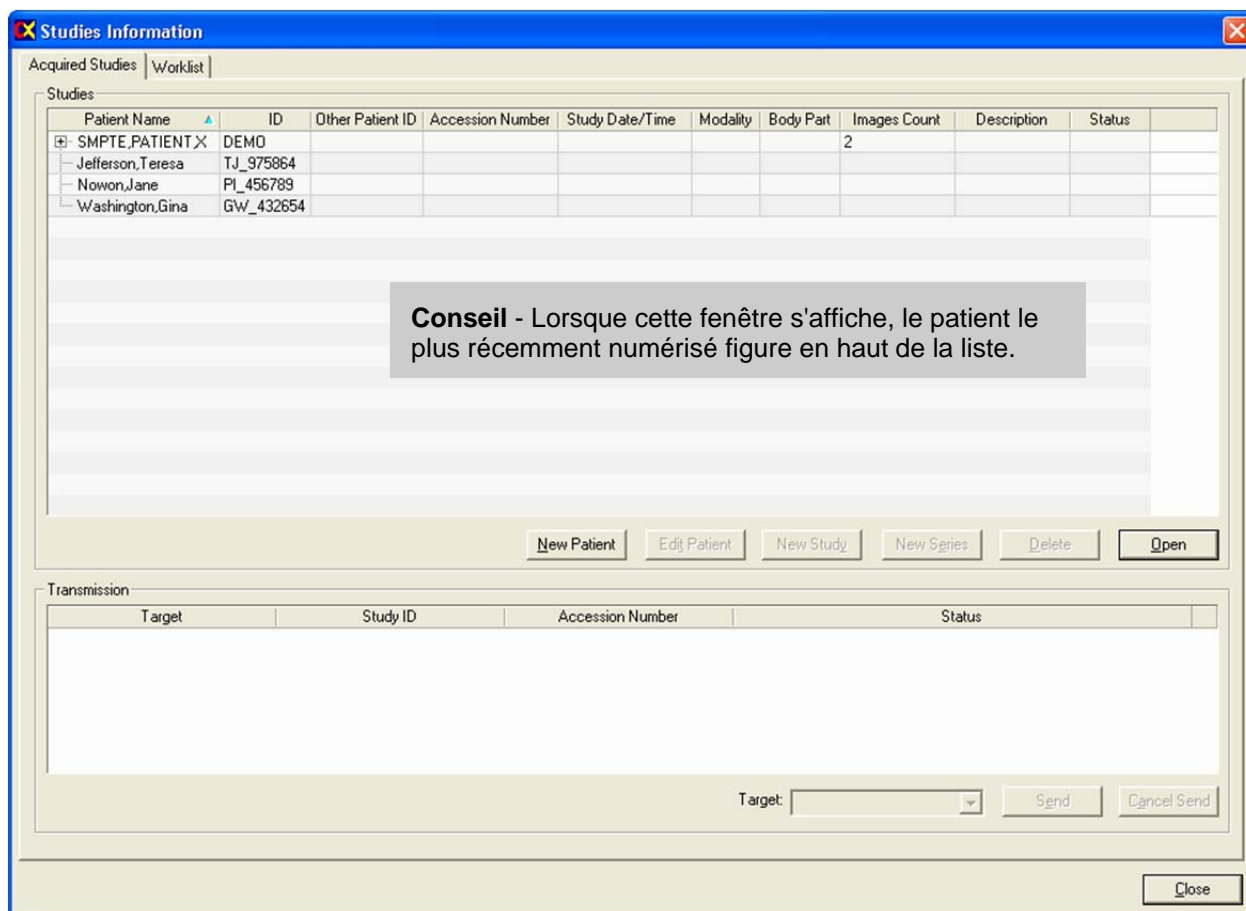 Studies Information
Acquired Studies Worklist
Studies
Patient Name ID Other Patient ID Accession Number Study Date/Time Modality Body Part Images Count Description Status
SMPTE,PATIENT,X DEMO 2
Jefferson,Teresa TJ_975864
Nowon,Jane PI_456789
Washington,Gina GW_432654
Conseil - Lorsque cette fenêtre s'affiche, le patient le
plus récemment numérisé figure en haut de la liste.
New Patient Edit Patient New Study New Series Delete Open
Transmission
Target Study ID Accession Number Status
Target: Send Cancel Send
Close